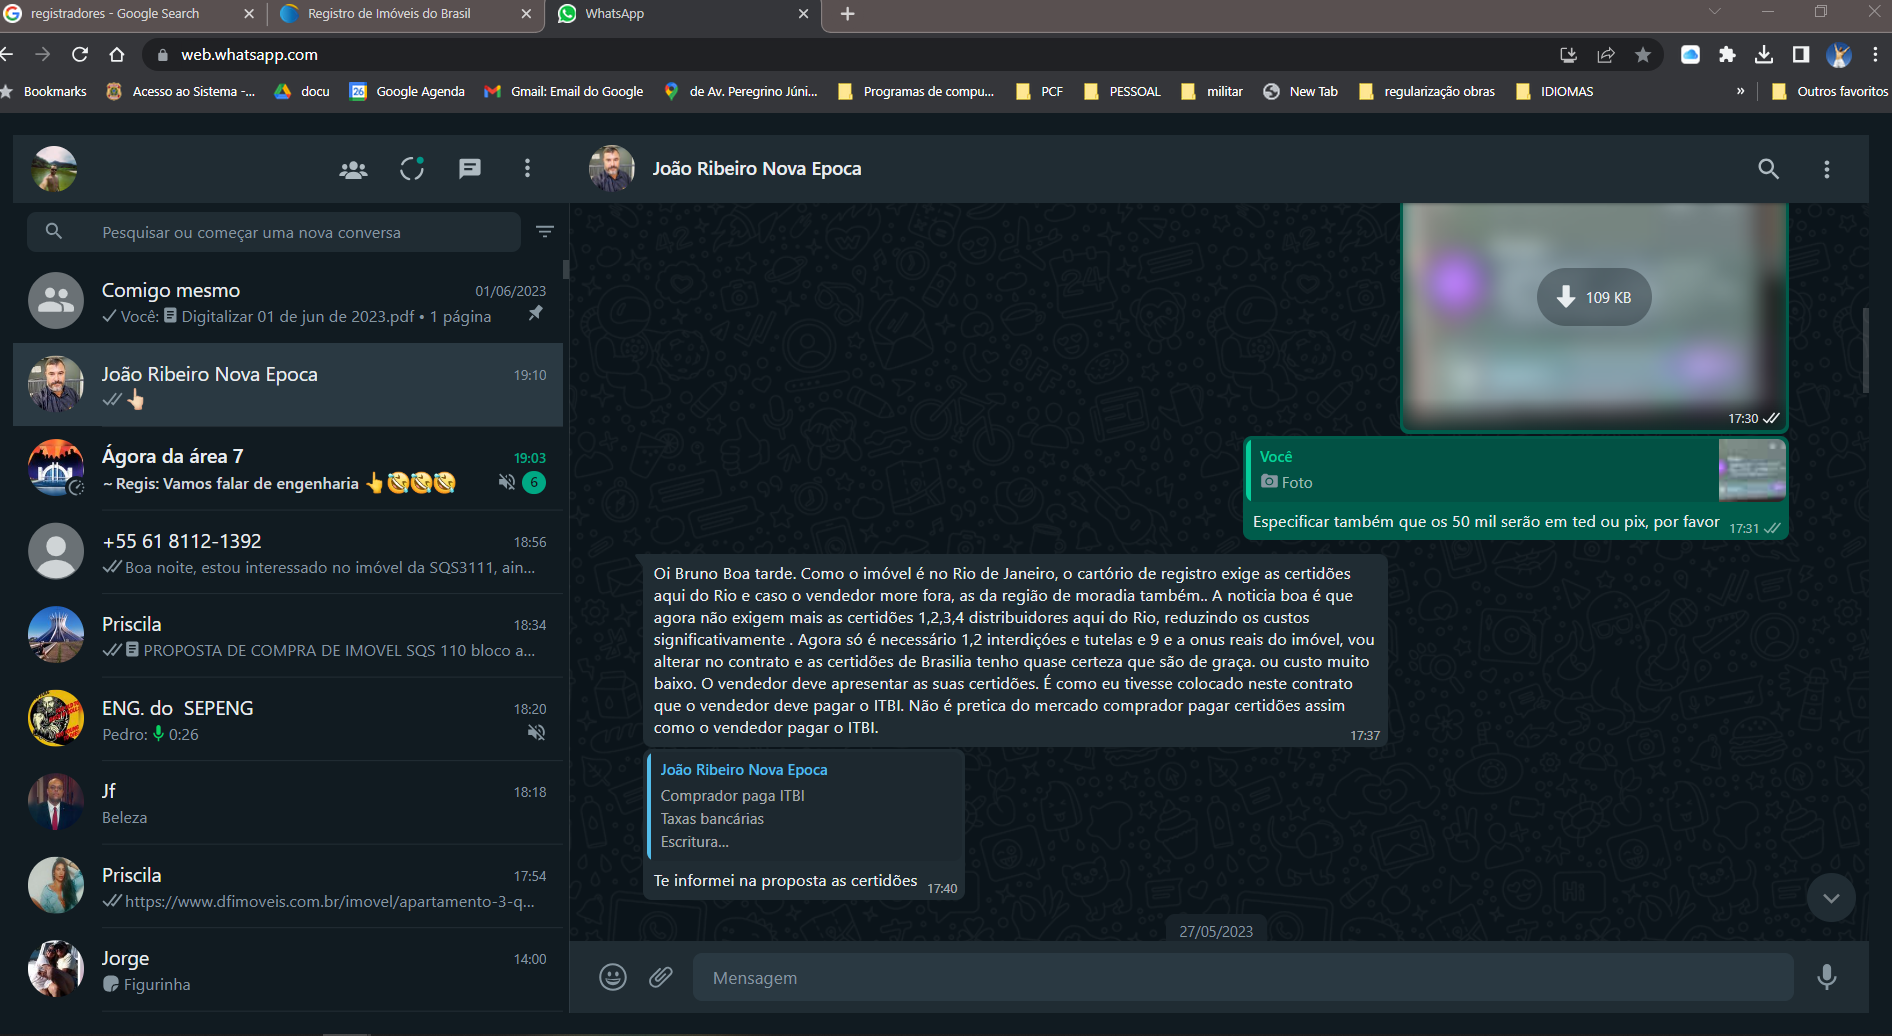 registradores - Google Search
Registro de Imóveis do Brasil
WhatsApp
web.whatsapp.com
Bookmarks
Acesso ao Sistema -...
docu
26
Google Agenda
Gmail: Email do Google
de Av. Peregrino Júni...
Programas de compu...
PCF
PESSOAL
militar
New Tab
regularização obras
IDIOMAS
»
Outros favoritos
Pesquisar ou começar uma nova conversa
Comigo mesmo
01/06/2023
Você: Digitalizar 01 de jun de 2023.pdf • 1 página
João Ribeiro Nova Epoca
19:10
👆🏻
Ágora da área 7
19:03
~ Regis: Vamos falar de engenharia 👆🤣🤣🤣
6
+55 61 8112-1392
18:56
Boa noite, estou interessado no imóvel da SQS3111, ain...
Priscila
18:34
PROPOSTA DE COMPRA DE IMOVEL SQS 110 bloco a...
ENG. do SEPENG
18:20
Pedro: 0:26
Jf
18:18
Beleza
Priscila
17:54
https://www.dfimoveis.com.br/imovel/apartamento-3-q...
Jorge
14:00
Figurinha
João Ribeiro Nova Epoca
109 KB
17:30
Você
Foto
Especificar também que os 50 mil serão em ted ou pix, por favor
17:31
Oi Bruno Boa tarde. Como o imóvel é no Rio de Janeiro, o cartório de registro exige as certidões
aqui do Rio e caso o vendedor more fora, as da região de moradia também.. A noticia boa é que
agora não exigem mais as certidões 1,2,3,4 distribuidores aqui do Rio, reduzindo os custos
significativamente . Agora só é necessário 1,2 interdições e tutelas e 9 e a onus reais do imóvel, vou
alterar no contrato e as certidões de Brasilia tenho quase certeza que são de graça. ou custo muito
baixo. O vendedor deve apresentar as suas certidões. É como eu tivesse colocado neste contrato
que o vendedor deve pagar o ITBI. Não é pretica do mercado comprador pagar certidões assim
como o vendedor pagar o ITBI.
17:37
João Ribeiro Nova Epoca
Comprador paga ITBI
Taxas bancárias
Escritura...
Te informei na proposta as certidões
17:40
27/05/2023
Mensagem